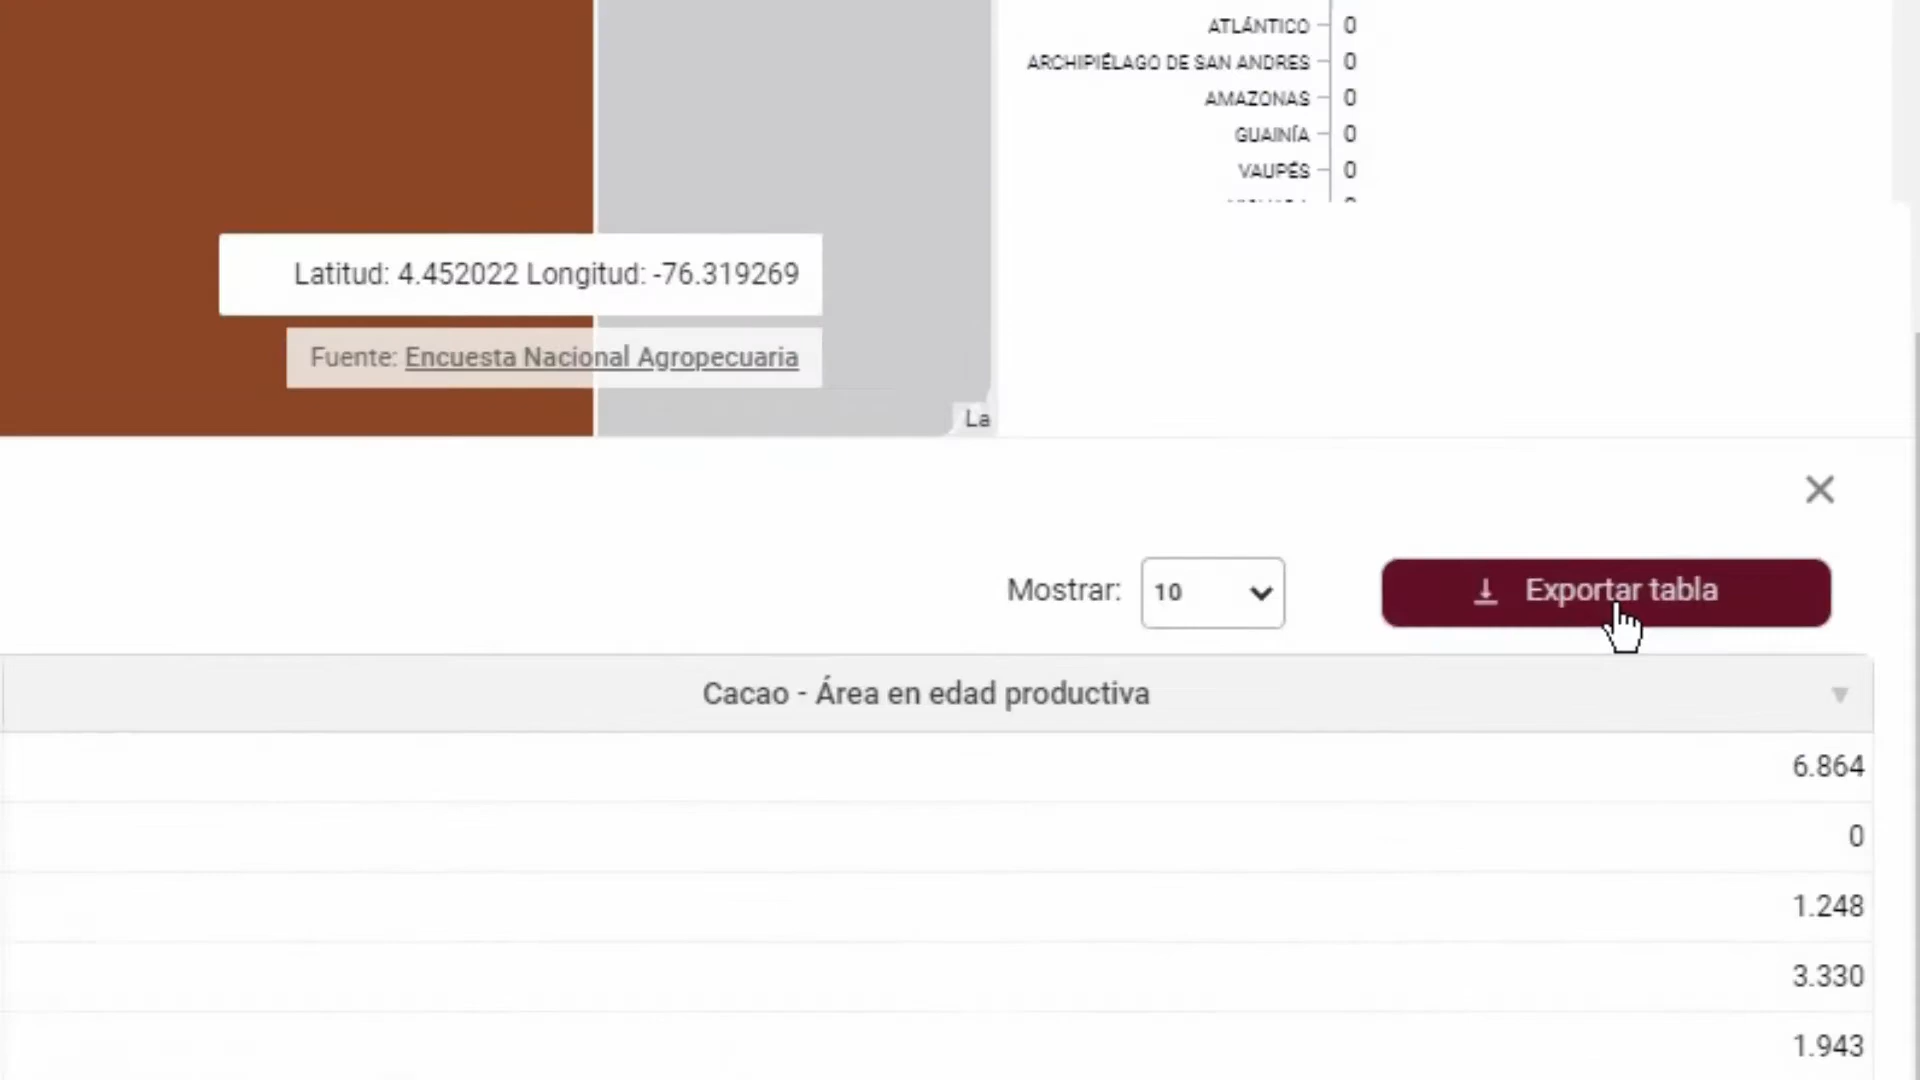 ATLÁNTICO 0
ARCHIPIÉLAGO DE SAN ANDRES 0
AMAZONAS 0
GUAINÍA 0
VAUPÉS 0
Latitud: 4.452022 Longitud: -76.319269
Fuente: Encuesta Nacional Agropecuaria
La
Mostrar: 10 Exportar tabla
Cacao - Área en edad productiva
6.864
0
1.248
3.330
1.943